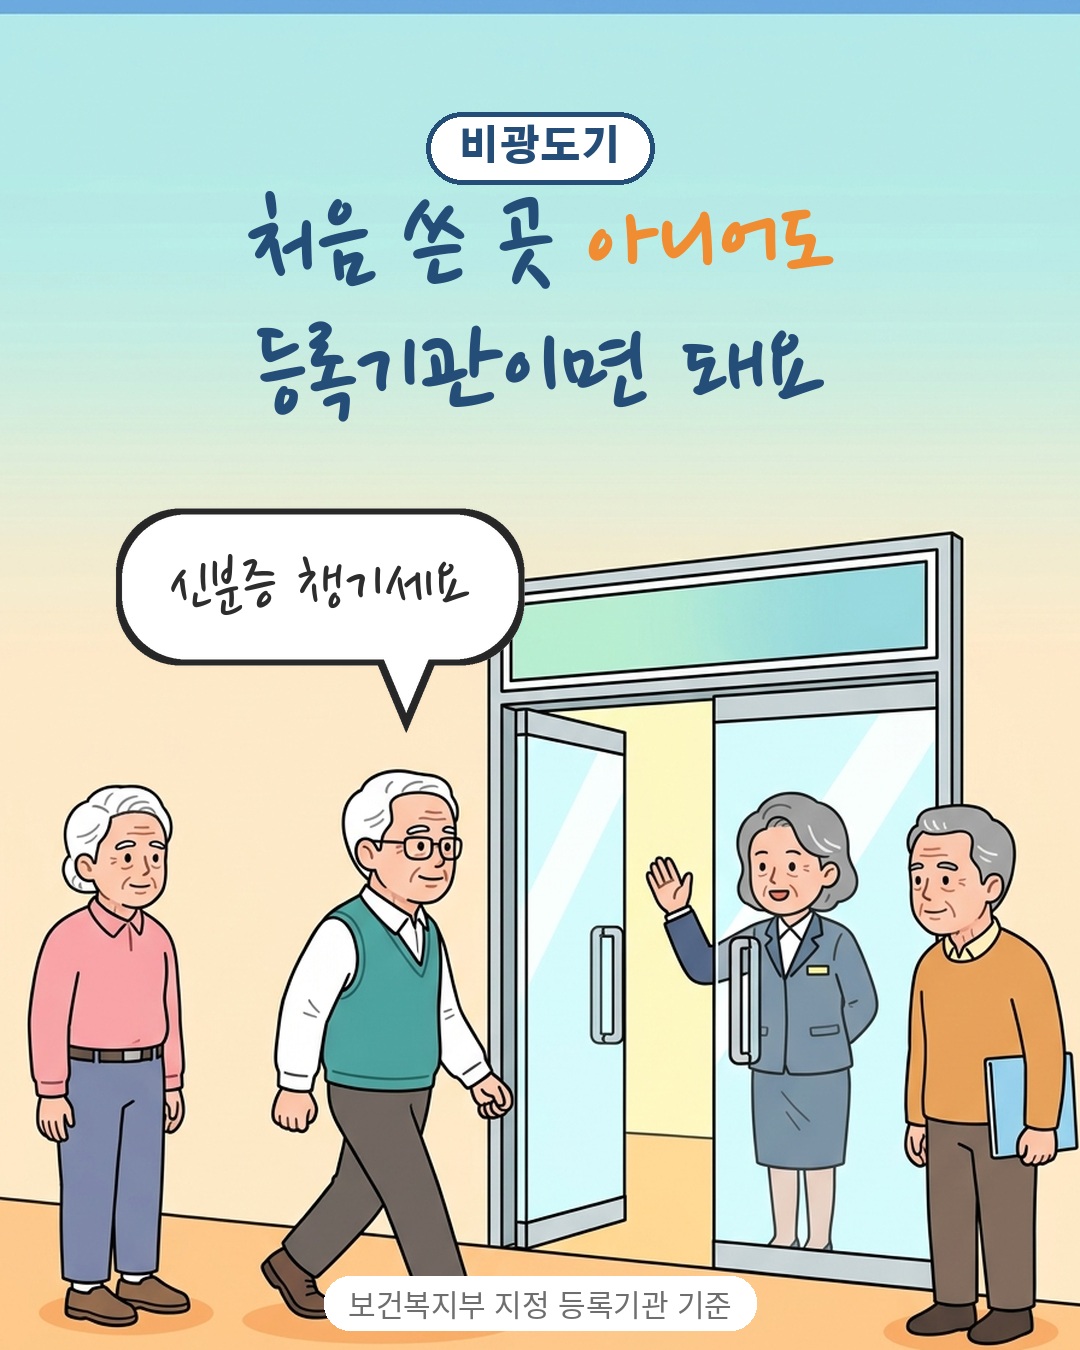 비광도기
처음 쓴 곳 아니어도
등록기관이면 돼요
신분증 챙기세요
보건복지부 지정 등록기관 기준